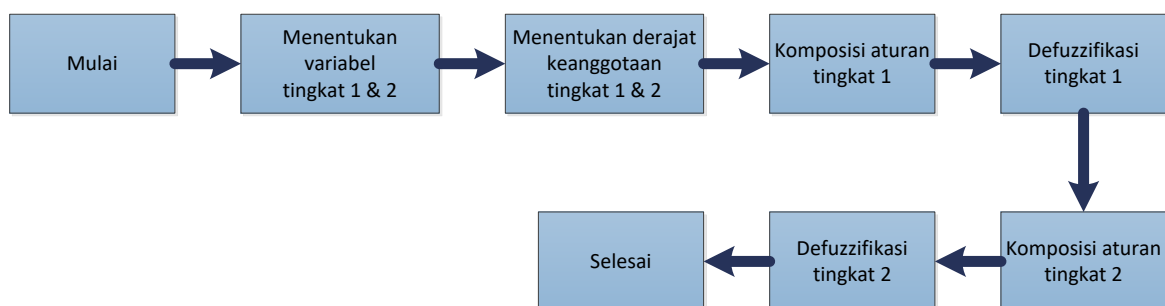 Mulai
Menentukan
variabel
tingkat 1 & 2
Menentukan derajat
keanggotaan
tingkat 1 & 2
Komposisi aturan
tingkat 1
Defuzzifikasi
tingkat 1
Komposisi aturan
tingkat 2
Defuzzifikasi
tingkat 2
Selesai